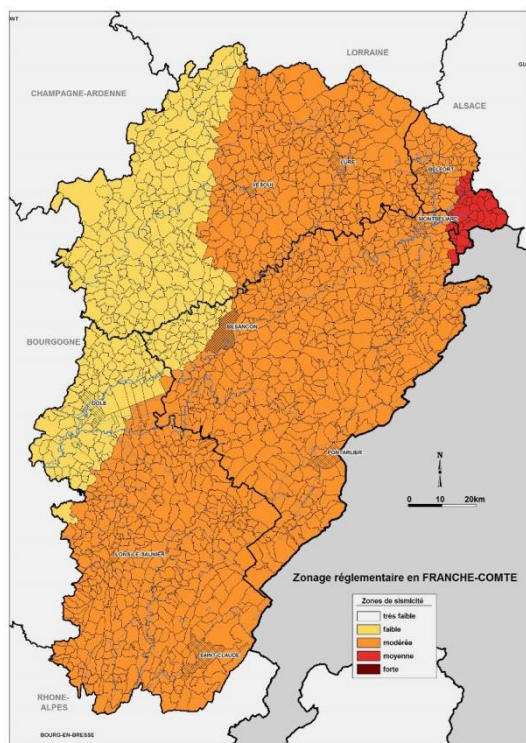 LORRAINE
CHAMPAGNE-ARDENNE
ALSACE
LURE
BELFORT
VESOUL
MONTBELIARD
BESANCON
BOURGOGNE
DOLE
PONTARLIER
N
0 10 20km
LONS-LE-SAUNIER
Zonage réglementaire en FRANCHE-COMTE
Zones de sismicité
très faible
faible
modérée
moyenne
forte
SAINT-CLAUDE
RHONE-
ALPES
BOURG-EN-BRESSE